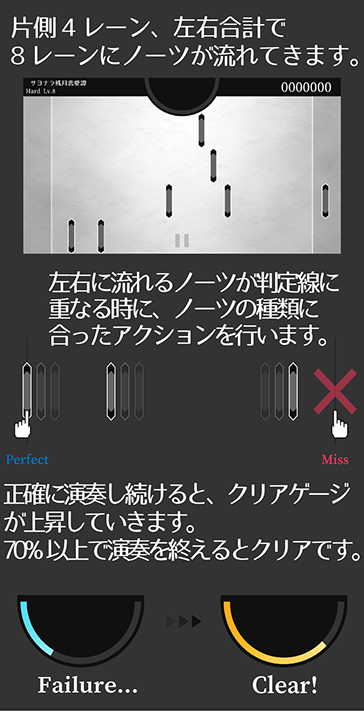 片側４レーン、左右合計で
８レーンにノーツが流れてきます。
サヨナラ残月恋愛譚
Hard Lv.8
0000000
左右に流れるノーツが判定線に
重なる時に、ノーツの種類に
合ったアクションを行います。
Perfect
Miss
正確に演奏し続けると、クリアゲージ
が上昇していきます。
70%以上で演奏を終えるとクリアです。
Failure...
Clear!